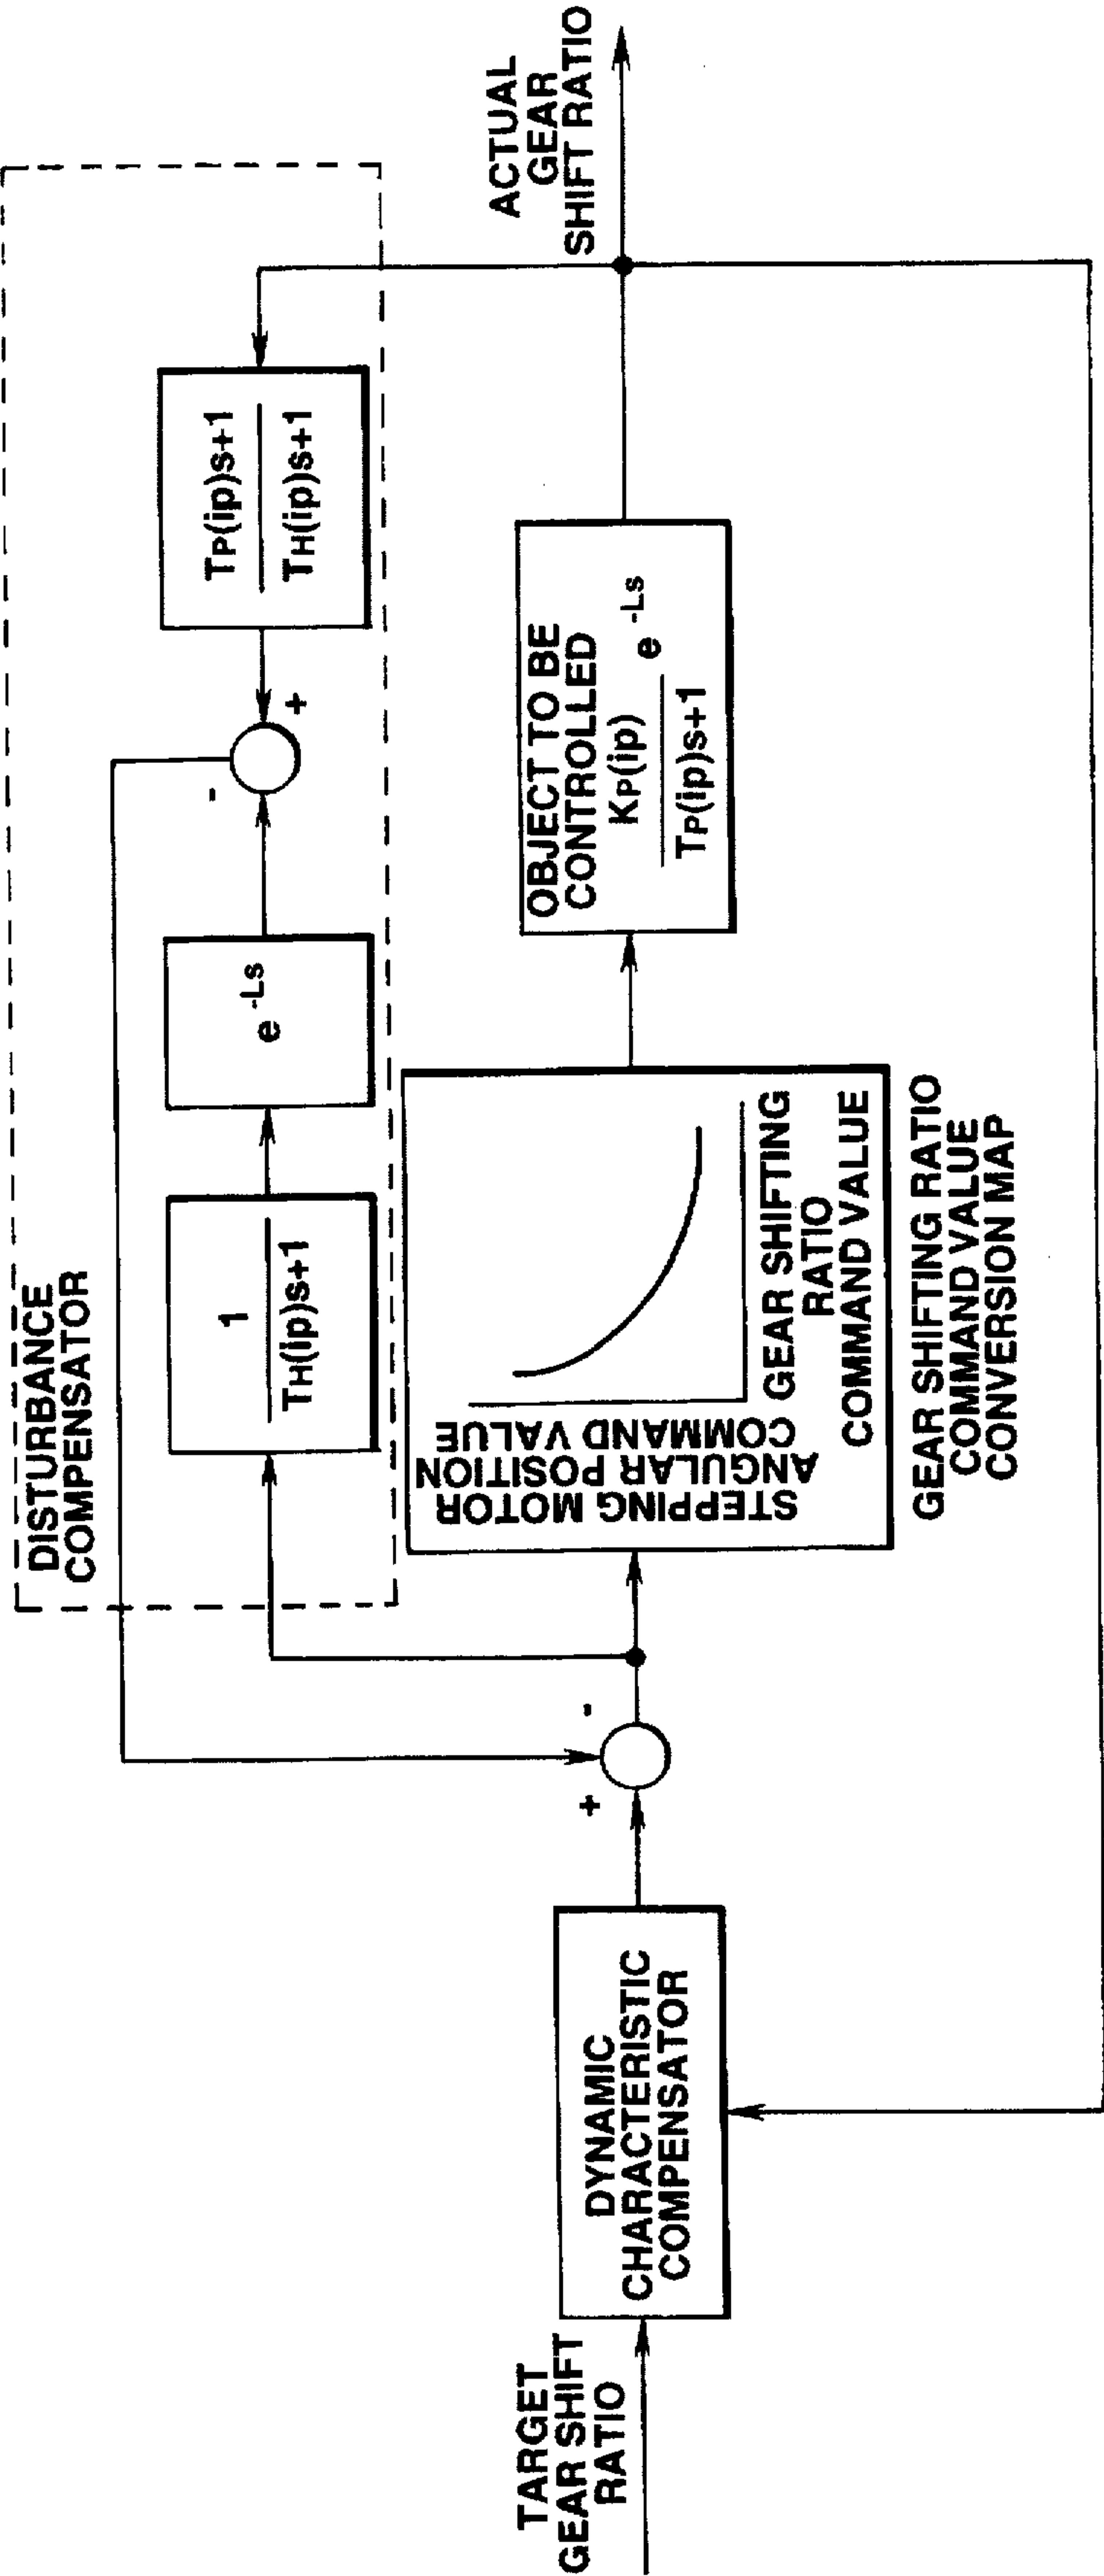 DISTURBANCE
COMPENSATOR
1
TH(ip)s+1
e-Ls
-
+
TP(ip)s+1
TH(ip)s+1
TARGET
GEAR SHIFT
RATIO
DYNAMIC
CHARACTERISTIC
COMPENSATOR
+
-
STEPPING MOTOR
ANGULAR POSITION
COMMAND VALUE
GEAR SHIFTING
RATIO
COMMAND VALUE
GEAR SHIFTING RATIO
COMMAND VALUE
CONVERSION MAP
OBJECT TO BE
CONTROLLED
KP(ip) e-Ls
TP(ip)s+1
ACTUAL
GEAR
SHIFT RATIO